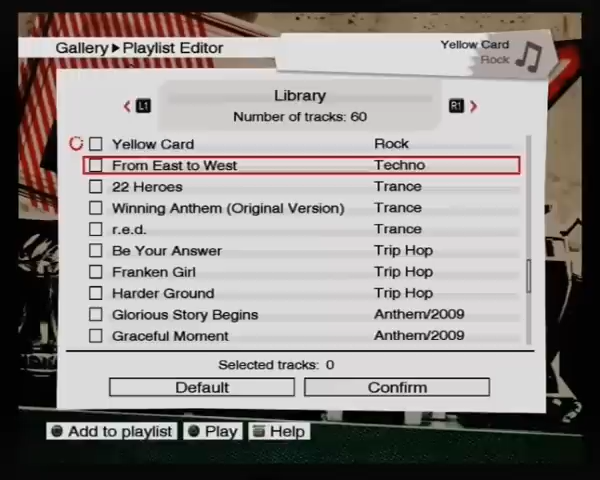 Gallery▶Playlist Editor
Yellow Card
Rock
L1 Library R1
Number of tracks: 60
Yellow Card Rock
From East to West Techno
22 Heroes Trance
Winning Anthem (Original Version) Trance
r.e.d. Trance
Be Your Answer Trip Hop
Franken Girl Trip Hop
Harder Ground Trip Hop
Glorious Story Begins Anthem/2009
Graceful Moment Anthem/2009
Selected tracks: 0
Default Confirm
Add to playlist Play Help